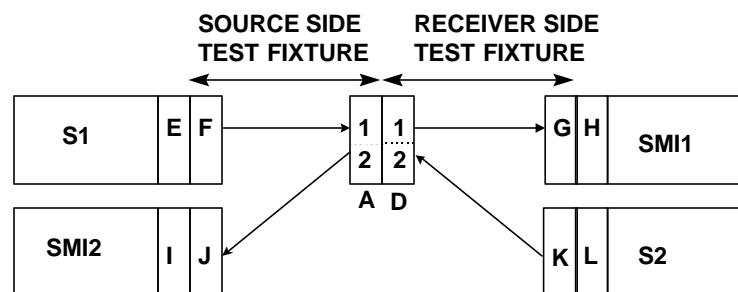 SOURCE SIDE
TEST FIXTURE
RECEIVER SIDE
TEST FIXTURE
S1 E F 1 1 G H SMI1
2 2
A D
SMI2 I J K L S2